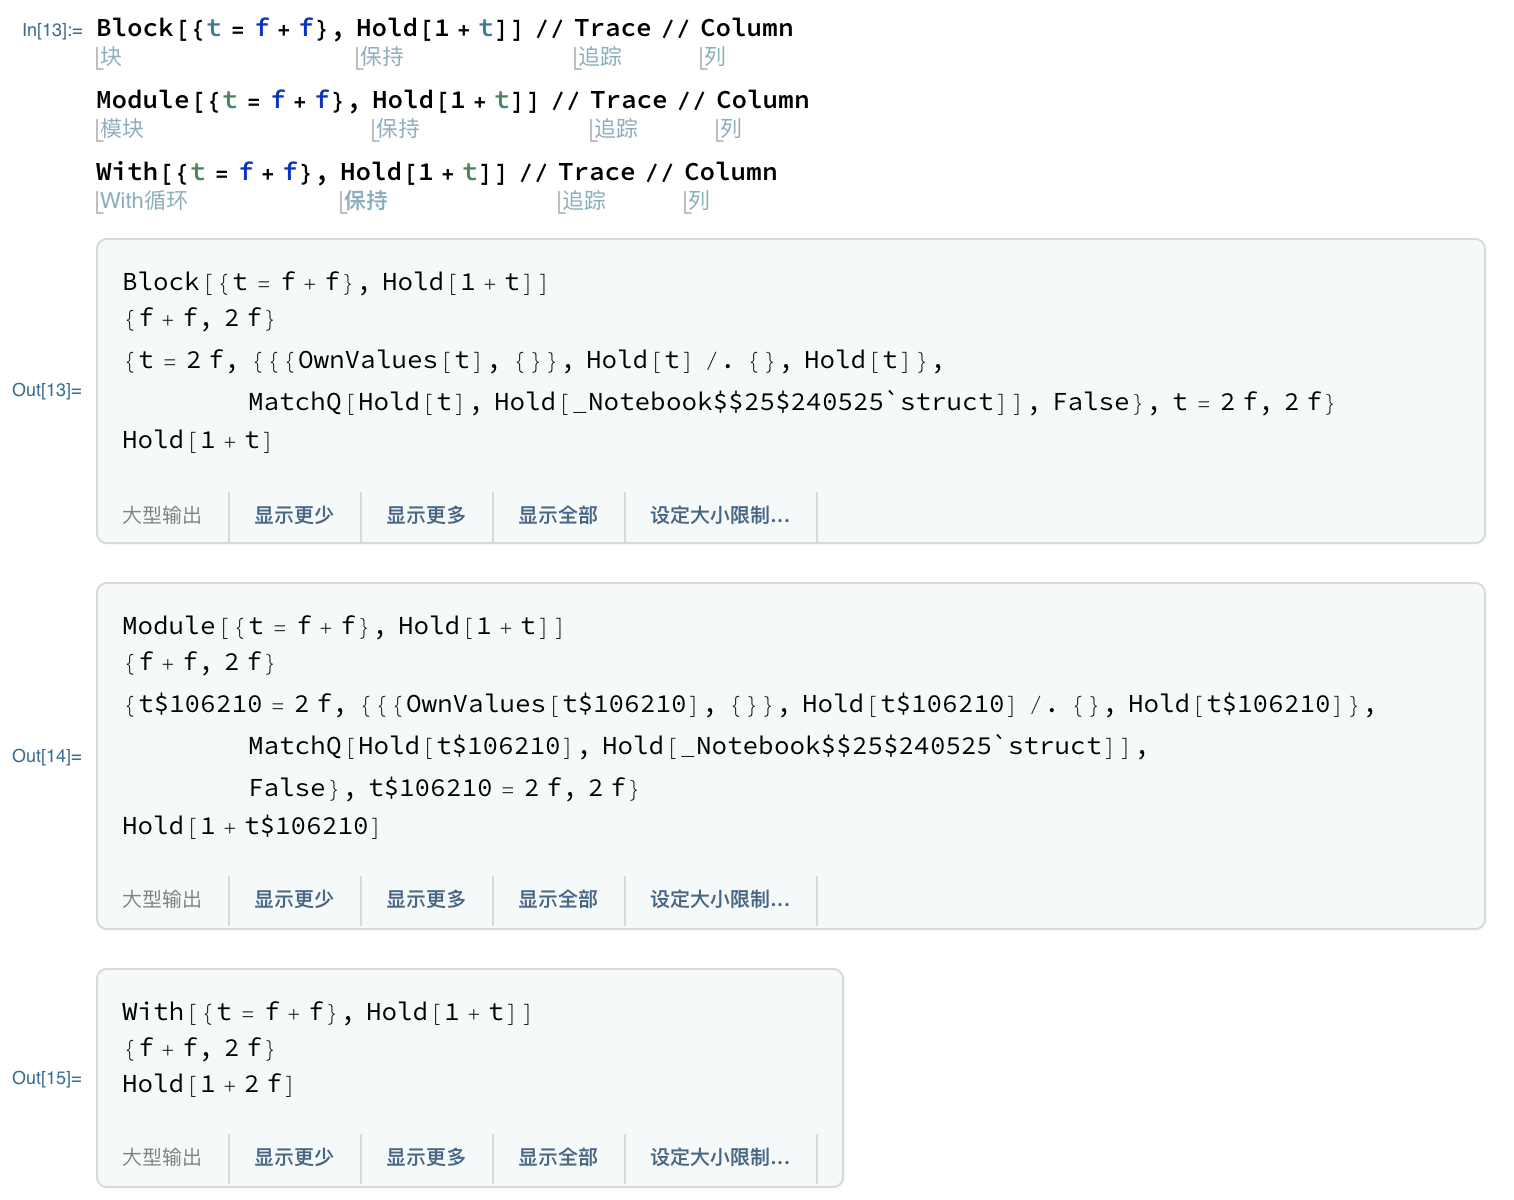 In[13]:= Block[{t = f + f}, Hold[1 + t]] // Trace // Column
块 保持 追踪 列
Module[{t = f + f}, Hold[1 + t]] // Trace // Column
模块 保持 追踪 列
With[{t = f + f}, Hold[1 + t]] // Trace // Column
With循环 保持 追踪 列
Block[{t = f + f}, Hold[1 + t]]
{f + f, 2 f}
{t = 2 f, {{{OwnValues[t], {}}, Hold[t] /. {}, Hold[t]},
Out[13]= MatchQ[Hold[t], Hold[_Notebook$$25$240525`struct]], False}, t = 2 f, 2 f}
Hold[1 + t]
大型输出 显示更少 显示更多 显示全部 设定大小限制...
Module[{t = f + f}, Hold[1 + t]]
{f + f, 2 f}
{t$106210 = 2 f, {{{OwnValues[t$106210], {}}, Hold[t$106210] /. {}, Hold[t$106210]},
Out[14]= MatchQ[Hold[t$106210], Hold[_Notebook$$25$240525`struct]],
False}, t$106210 = 2 f, 2 f}
Hold[1 + t$106210]
大型输出 显示更少 显示更多 显示全部 设定大小限制...
With[{t = f + f}, Hold[1 + t]]
{f + f, 2 f}
Out[15]= Hold[1 + 2 f]
大型输出 显示更少 显示更多 显示全部 设定大小限制...